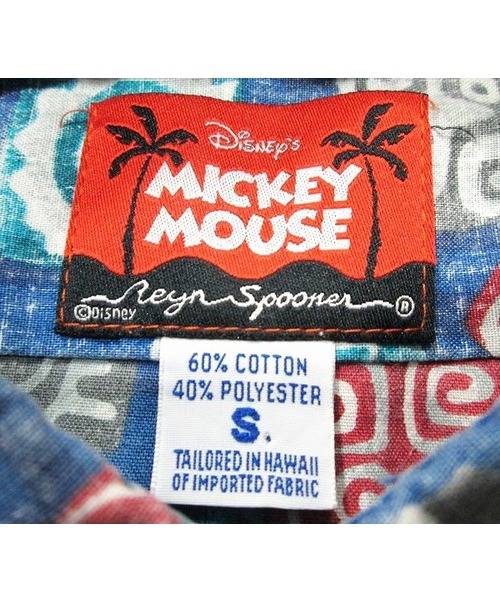 Disney's
MICKEY
MOUSE
Reyn Spooner ®
©Disney
60% COTTON
40% POLYESTER
S.
TAILORED IN HAWAII
OF IMPORTED FABRIC